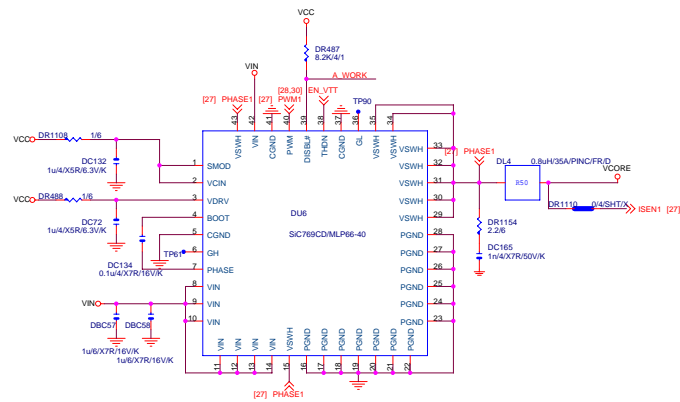 VCC
DR487
8.2K/4/1
VIN
A_WORK
[27] PHASE1
[27] PWM1
[28,30] EN_VTT
TP90
43 42 41 40 39 38 37 36 35 34
VSWH VIN CGND PWM DISBL# THDN CGND GL VSWH VSWH
VCC DR1108 1/6
DC132
1u/4/X5R/6.3V/K
VCC DR488 1/6
DC72
1u/4/X5R/6.3V/K
DC134
0.1u/4/X7R/16V/K
TP61
VIN
DBC57 DBC58
1u/6/X7R/16V/K
1u/6/X7R/16V/K
1 SMOD
2 VCIN
3 VDRV
4 BOOT
5 CGND
6 GH
7 PHASE
8 VIN
9 VIN
10 VIN
DU6
SiC769CD/MLP66-40
VSWH 33
VSWH 32
VSWH 31
VSWH 30
VSWH 29
PGND 28
PGND 27
PGND 26
PGND 25
PGND 24
PGND 23
VIN VIN VIN VIN VSWH PGND PGND PGND PGND PGND PGND PGND
11 12 13 14 15 16 17 18 19 20 21 22
[27] PHASE1
[27] PHASE1
DL4 0.8uH/35A/PINC/FR/D
R50
VCORE
DR1110 0/4/SHT/X
ISEN1 [27]
DR1154
2.2/6
DC165
1n/4/X7R/50V/K